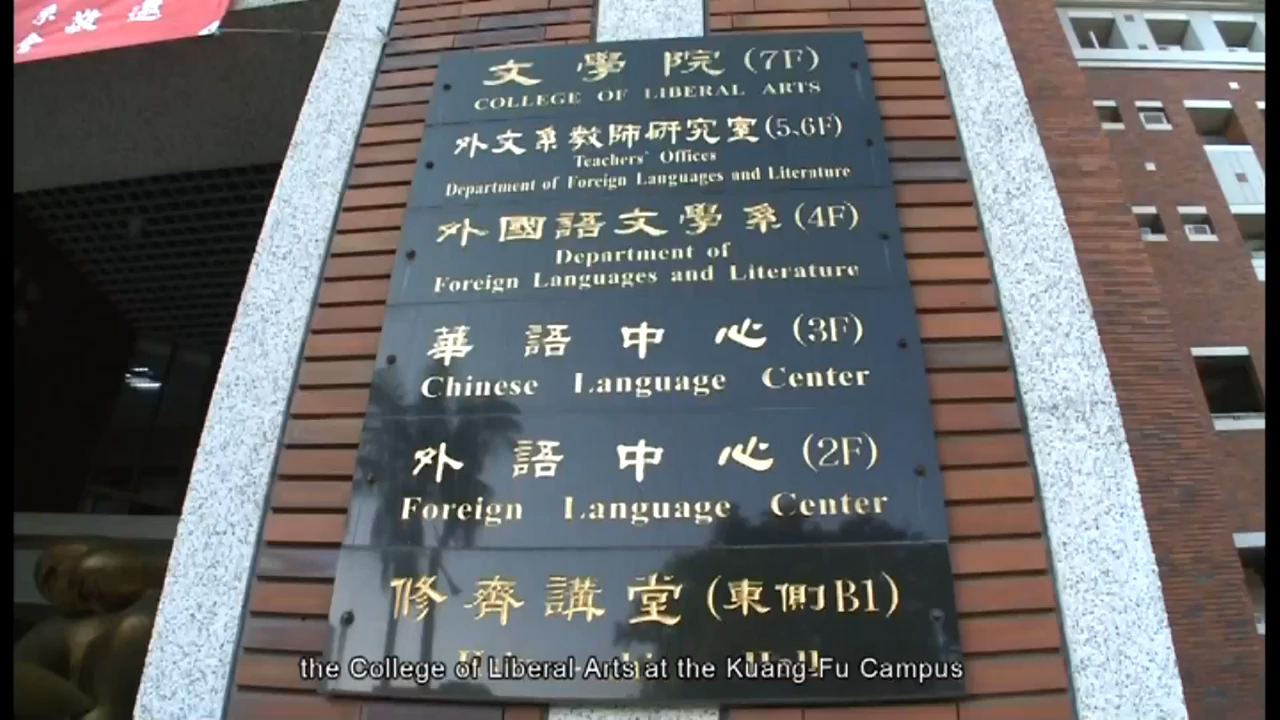 文學院(7F)
COLLEGE OF LIBERAL ARTS
外文系教師研究室(5、6F)
Teachers' Offices
Department of Foreign Languages and Literature
外國語文學系(4F)
Department of
Foreign Languages and Literature
華語中心(3F)
Chinese Language Center
外語中心(2F)
Foreign Language Center
修齊講堂(東側B1)
Hall
the College of Liberal Arts at the Kuang-Fu Campus